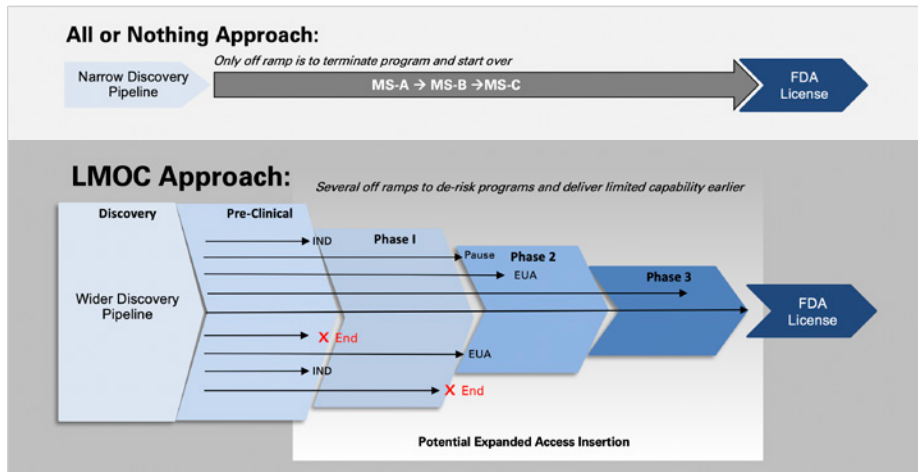 All or Nothing Approach:
Only off ramp is to terminate program and start over
Narrow Discovery
Pipeline
MS-A → MS-B →MS-C
FDA
License
LMOC Approach:
Several off ramps to de-risk programs and deliver limited capability earlier
Discovery
Pre-Clinical
IND
Phase I
Pause
Phase 2
EUA
Phase 3
Wider Discovery
Pipeline
FDA
License
X End
EUA
IND
X End
Potential Expanded Access Insertion